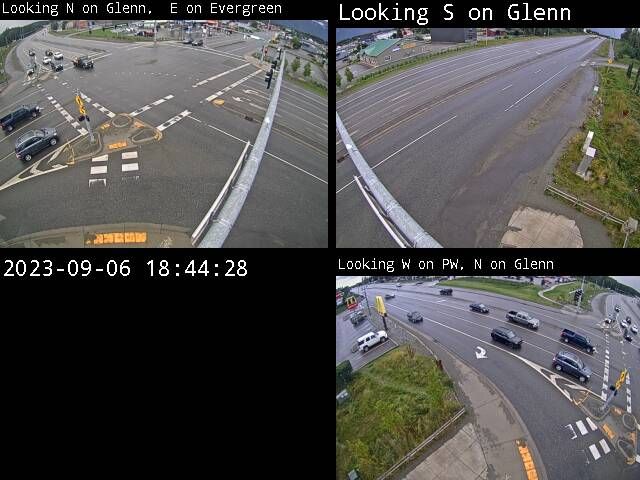 Looking N on Glenn,  E on Evergreen
Looking S on Glenn
2023-09-06 18:44:28
Looking W on PW, N on Glenn